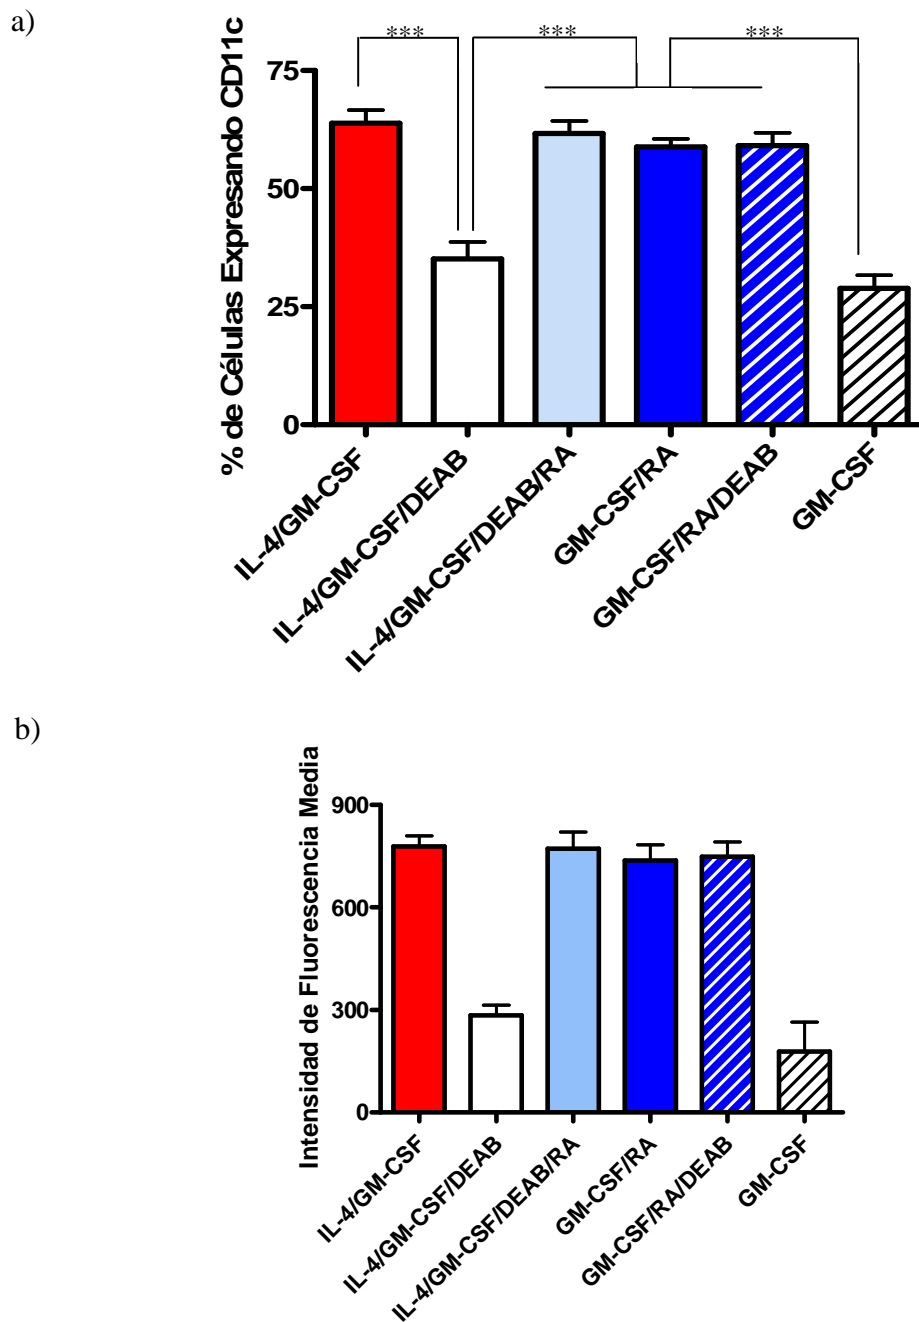 a)
***
***
***
% de Células Expresando CD11c
75
50
25
0
IL-4/GM-CSF
IL-4/GM-CSF/DEAB
IL-4/GM-CSF/DEAB/RA
GM-CSF/RA
GM-CSF/RA/DEAB
GM-CSF
b)
Intensidad de Fluorescencia Media
900
600
300
0
IL-4/GM-CSF
IL-4/GM-CSF/DEAB
IL-4/GM-CSF/DEAB/RA
GM-CSF/RA
GM-CSF/RA/DEAB
GM-CSF